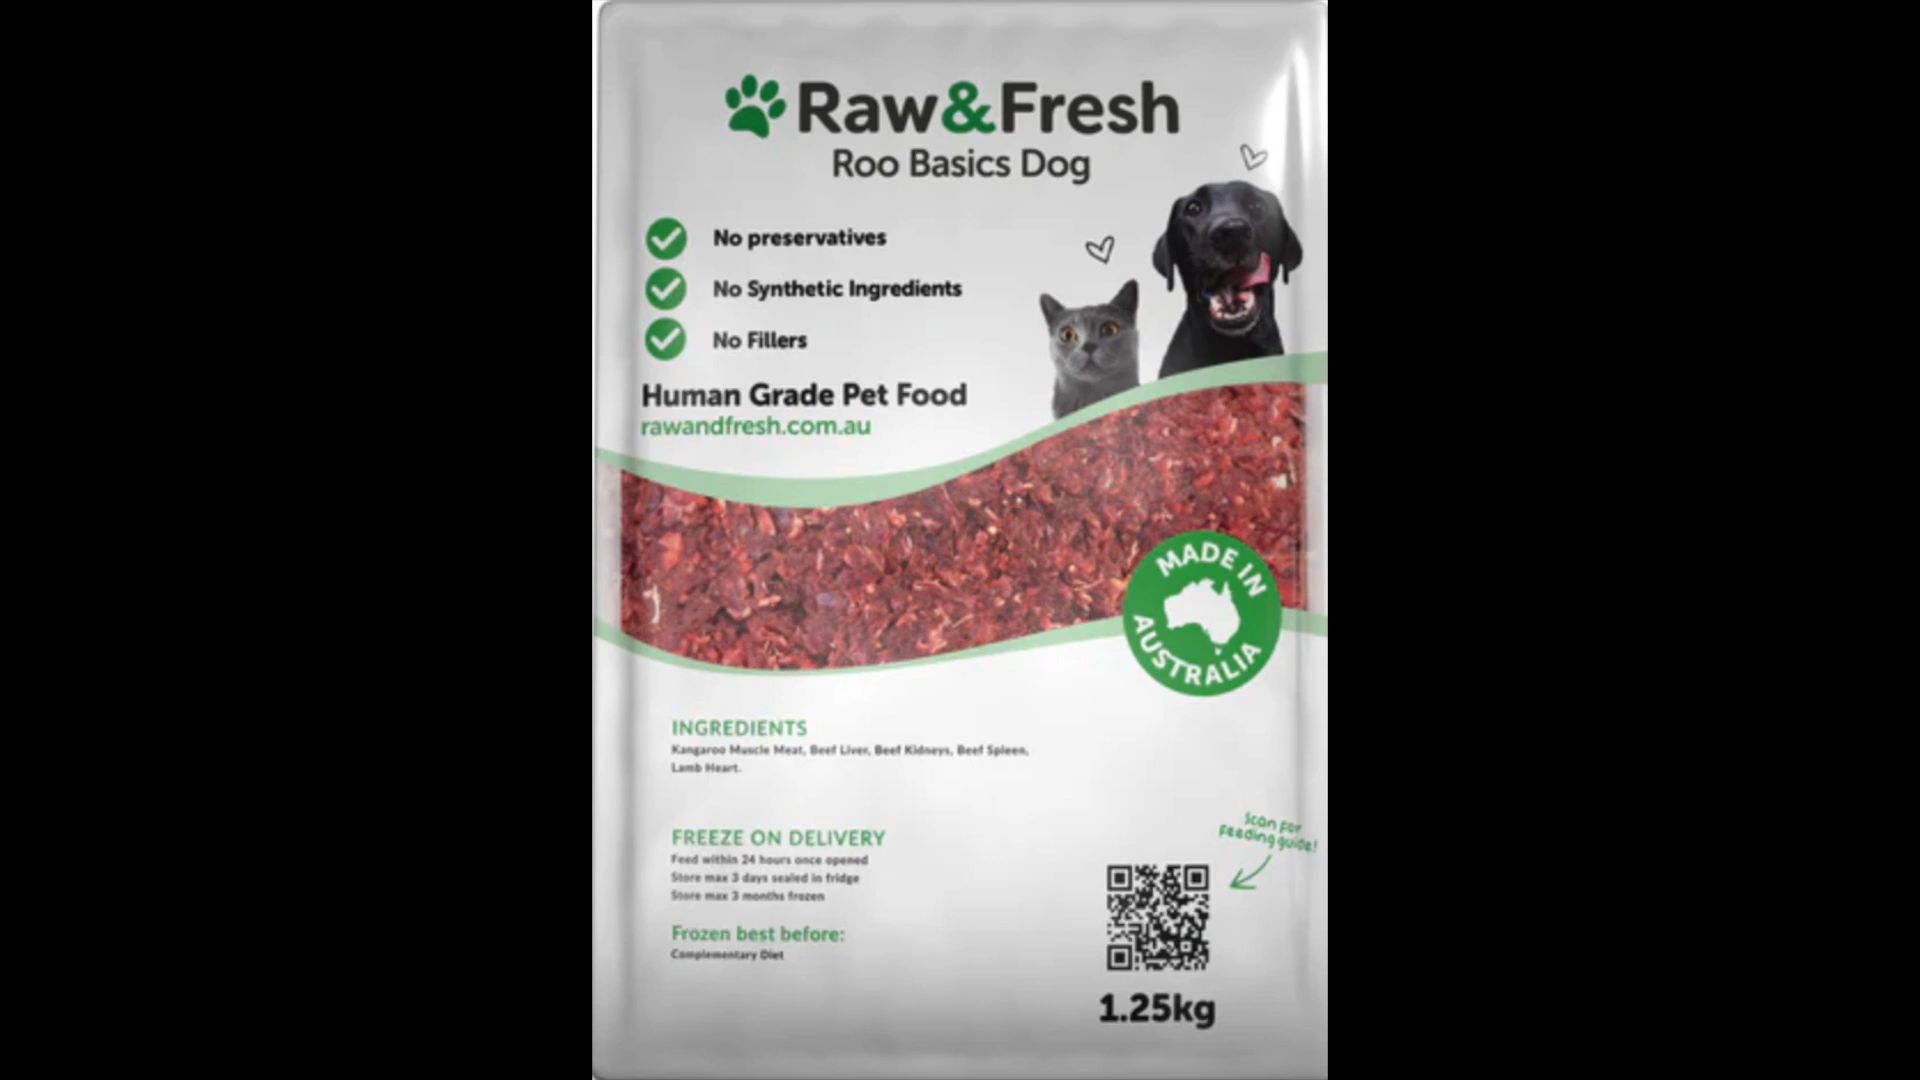 Raw&Fresh
Roo Basics Dog
No preservatives
No Synthetic Ingredients
No Fillers
Human Grade Pet Food
rawandfresh.com.au
MADE IN
AUSTRALIA
INGREDIENTS
Kangaroo Muscle Meat, Beef Liver, Beef Kidneys, Beef Spleen,
Lamb Heart.
FREEZE ON DELIVERY
Feed within 24 hours once opened
Store max 3 days sealed in fridge
Store max 3 months frozen
Frozen best before:
Complementary Diet
Scan for
feeding guide!
1.25kg